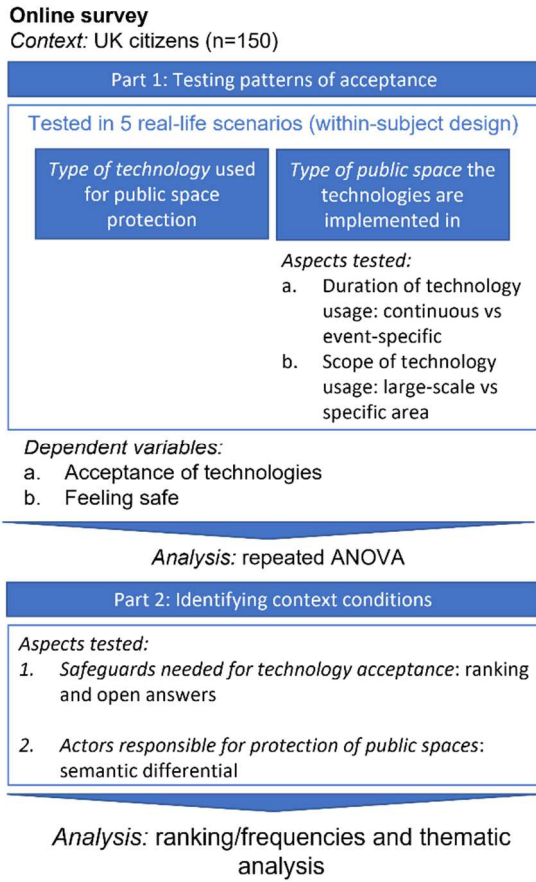 Online survey
Context: UK citizens (n=150)
Part 1: Testing patterns of acceptance
Tested in 5 real-life scenarios (within-subject design)
Type of technology used
for public space
protection
Type of public space the
technologies are
implemented in
Aspects tested:
a. Duration of technology
usage: continuous vs
event-specific
b. Scope of technology
usage: large-scale vs
specific area
Dependent variables:
a. Acceptance of technologies
b. Feeling safe
Analysis: repeated ANOVA
Part 2: Identifying context conditions
Aspects tested:
1. Safeguards needed for technology acceptance: ranking
and open answers
2. Actors responsible for protection of public spaces:
semantic differential
Analysis: ranking/frequencies and thematic
analysis